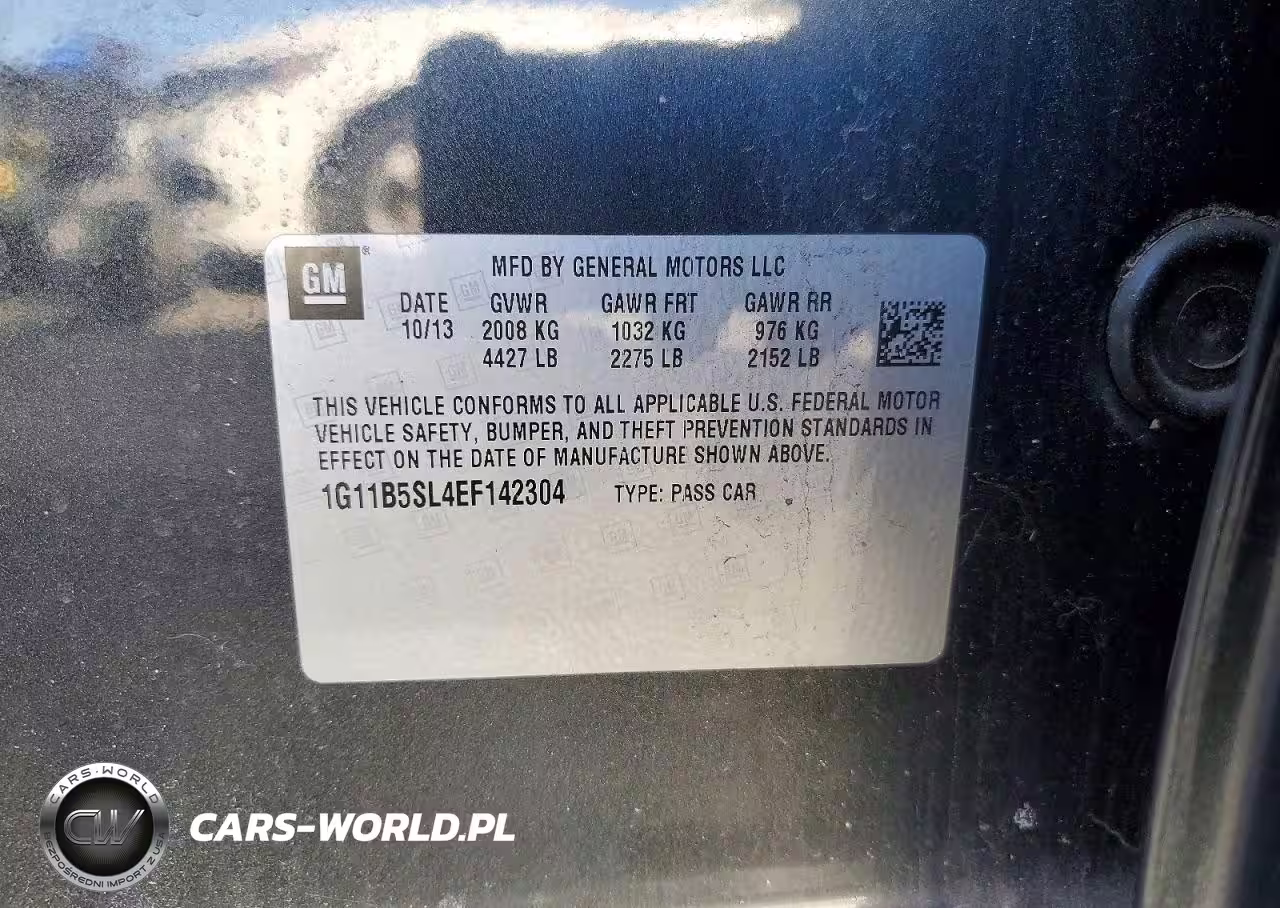 GM
MFD BY GENERAL MOTORS LLC
DATE GVWR GAWR FRT GAWR RR
10/13 2008 KG 1032 KG 976 KG
4427 LB 2275 LB 2152 LB
THIS VEHICLE CONFORMS TO ALL APPLICABLE U.S. FEDERAL MOTOR
VEHICLE SAFETY, BUMPER, AND THEFT PREVENTION STANDARDS IN
EFFECT ON THE DATE OF MANUFACTURE SHOWN ABOVE.
1G11B5SL4EF142304 TYPE: PASS CAR
CARS-WORLD
CW
BEZPOŚREDNI IMPORT Z USA
CARS-WORLD.PL